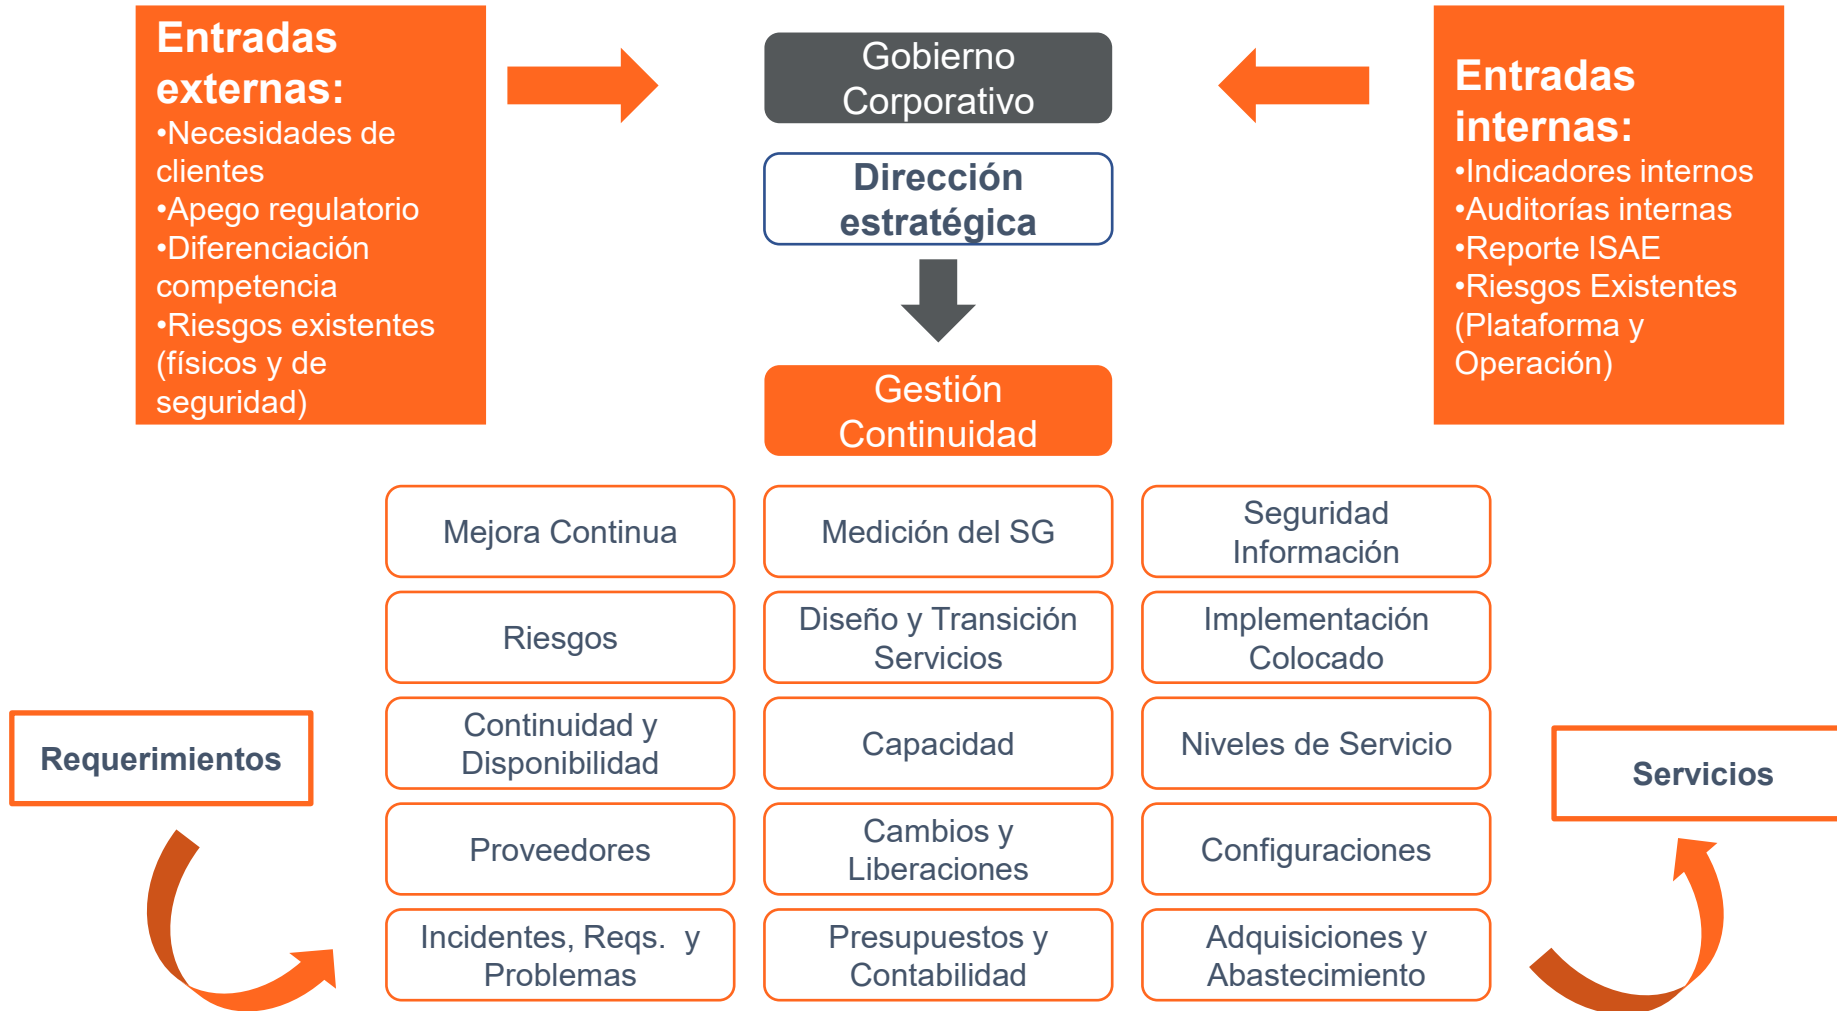 Entradas
externas:
•Necesidades de
clientes
•Apego regulatorio
•Diferenciación
competencia
•Riesgos existentes
(físicos y de
seguridad)
Gobierno
Corporativo
Dirección
estratégica
Entradas
internas:
•Indicadores internos
•Auditorías internas
•Reporte ISAE
•Riesgos Existentes
(Plataforma y
Operación)
Gestión
Continuidad
Mejora Continua
Medición del SG
Seguridad
Información
Riesgos
Diseño y Transición
Servicios
Implementación
Colocado
Requerimientos
Continuidad y
Disponibilidad
Capacidad
Niveles de Servicio
Servicios
Proveedores
Cambios y
Liberaciones
Configuraciones
Incidentes, Reqs.  y
Problemas
Presupuestos y
Contabilidad
Adquisiciones y
Abastecimiento